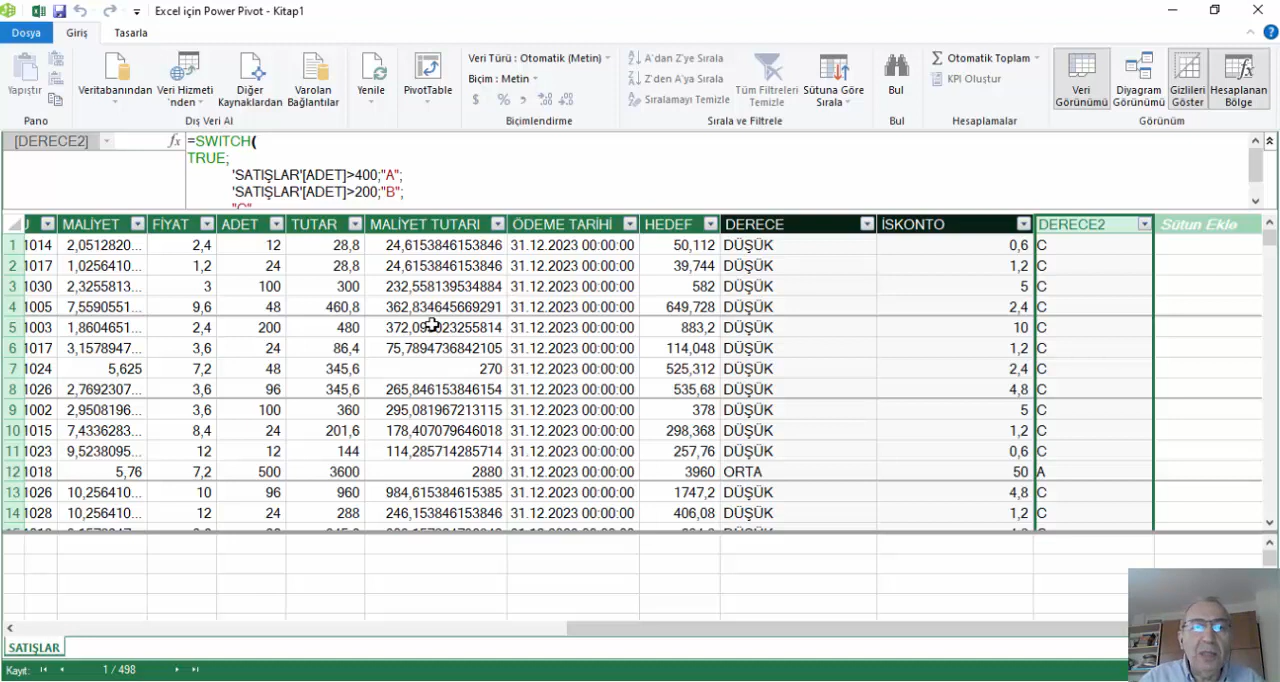 Excel için Power Pivot - Kitap1
Dosya Giriş Tasarla
Yapıştır
Veritabanından
Veri Hizmeti 'nden
Diğer Kaynaklardan
Varolan Bağlantılar
Yenile
PivotTable
Veri Türü : Otomatik (Metin)
Biçim : Metin
$ % ,
A'dan Z'ye Sırala
Z'den A'ya Sırala
Sıralamayı Temizle
Tüm Filtreleri Temizle
Sütuna Göre Sırala
Bul
Otomatik Toplam
KPI Oluştur
Veri Görünümü
Diyagram Görünümü
Gizlileri Göster
Hesaplanan Bölge
Pano Dış Veri Al Biçimlendirme Sırala ve Filtrele Bul Hesaplamalar Görünüm
[DERECE2] fx =SWITCH(
TRUE;
'SATIŞLAR'[ADET]>400;"A";
'SATIŞLAR'[ADET]>200;"B";
"C"
MALİYET FİYAT ADET TUTAR MALİYET TUTARI ÖDEME TARİHİ HEDEF DERECE İSKONTO DERECE2 Sütun Ekle
1 1014 2,0512820... 2,4 12 28,8 24,6153846153846 31.12.2023 00:00:00 50,112 DÜŞÜK 0,6 C
2 1017 1,0256410... 1,2 24 28,8 24,6153846153846 31.12.2023 00:00:00 39,744 DÜŞÜK 1,2 C
3 1030 2,3255813... 3 100 300 232,558139534884 31.12.2023 00:00:00 582 DÜŞÜK 5 C
4 1005 7,5590551... 9,6 48 460,8 362,834645669291 31.12.2023 00:00:00 649,728 DÜŞÜK 2,4 C
5 1003 1,8604651... 2,4 200 480 31.12.2023 00:00:00 883,2 DÜŞÜK 10 C
6 1017 3,1578947... 3,6 24 86,4 75,7894736842105 31.12.2023 00:00:00 114,048 DÜŞÜK 1,2 C
7 1024 5,625 7,2 48 345,6 270 31.12.2023 00:00:00 525,312 DÜŞÜK 2,4 C
8 1026 2,7692307... 3,6 96 345,6 265,846153846154 31.12.2023 00:00:00 535,68 DÜŞÜK 4,8 C
9 1002 2,9508196... 3,6 100 360 295,081967213115 31.12.2023 00:00:00 378 DÜŞÜK 5 C
10 1015 7,4336283... 8,4 24 201,6 178,407079646018 31.12.2023 00:00:00 298,368 DÜŞÜK 1,2 C
11 1023 9,5238095... 12 12 144 114,285714285714 31.12.2023 00:00:00 257,76 DÜŞÜK 0,6 C
12 1018 5,76 7,2 500 3600 2880 31.12.2023 00:00:00 3960 ORTA 50 A
13 1026 10,256410... 10 96 960 984,615384615385 31.12.2023 00:00:00 1747,2 DÜŞÜK 4,8 C
14 1028 10,256410... 12 24 288 246,153846153846 31.12.2023 00:00:00 406,08 DÜŞÜK 1,2 C
SATIŞLAR
Kayıt: 1 / 498